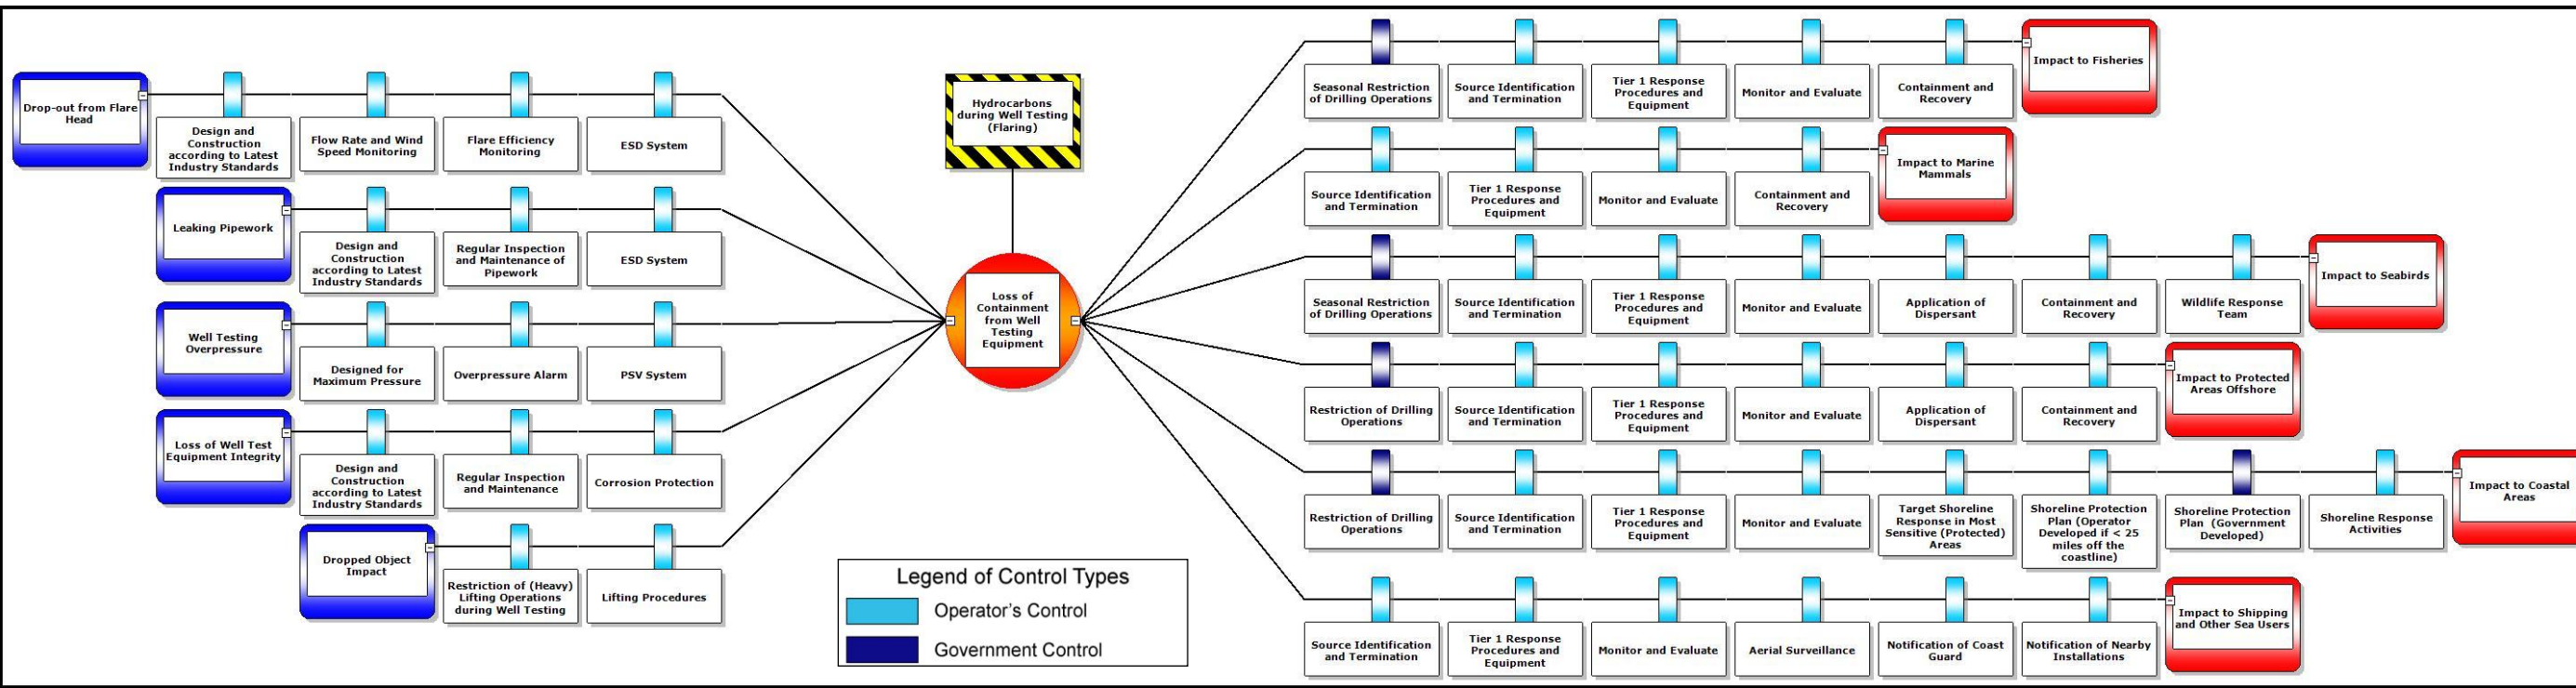 Drop-out from Flare
Head
Design and
Construction
according to Latest
Industry Standards
Flow Rate and Wind
Speed Monitoring
Flare Efficiency
Monitoring
ESD System
Leaking Pipework
Design and
Construction
according to Latest
Industry Standards
Regular Inspection
and Maintenance of
Pipework
ESD System
Well Testing
Overpressure
Designed for
Maximum Pressure
Overpressure Alarm
PSV System
Loss of Well Test
Equipment Integrity
Design and
Construction
according to Latest
Industry Standards
Regular Inspection
and Maintenance
Corrosion Protection
Dropped Object
Impact
Restriction of (Heavy)
Lifting Operations
during Well Testing
Lifting Procedures
Hydrocarbons
during Well Testing
(Flaring)
Loss of
Containment
from Well
Testing
Equipment
Legend of Control Types
Operator's Control
Government Control
Seasonal Restriction
of Drilling Operations
Source Identification
and Termination
Tier 1 Response
Procedures and
Equipment
Monitor and Evaluate
Containment and
Recovery
Impact to Fisheries
Source Identification
and Termination
Tier 1 Response
Procedures and
Equipment
Monitor and Evaluate
Containment and
Recovery
Impact to Marine
Mammals
Seasonal Restriction
of Drilling Operations
Source Identification
and Termination
Tier 1 Response
Procedures and
Equipment
Monitor and Evaluate
Application of
Dispersant
Containment and
Recovery
Wildlife Response
Team
Impact to Seabirds
Restriction of Drilling
Operations
Source Identification
and Termination
Tier 1 Response
Procedures and
Equipment
Monitor and Evaluate
Application of
Dispersant
Containment and
Recovery
Impact to Protected
Areas Offshore
Restriction of Drilling
Operations
Source Identification
and Termination
Tier 1 Response
Procedures and
Equipment
Monitor and Evaluate
Target Shoreline
Response in Most
Sensitive (Protected)
Areas
Shoreline Protection
Plan (Operator
Developed if < 25
miles off the
coastline)
Shoreline Protection
Plan (Government
Developed)
Shoreline Response
Activities
Impact to Coastal
Areas
Source Identification
and Termination
Tier 1 Response
Procedures and
Equipment
Monitor and Evaluate
Aerial Surveillance
Notification of Coast
Guard
Notification of Nearby
Installations
Impact to Shipping
and Other Sea Users